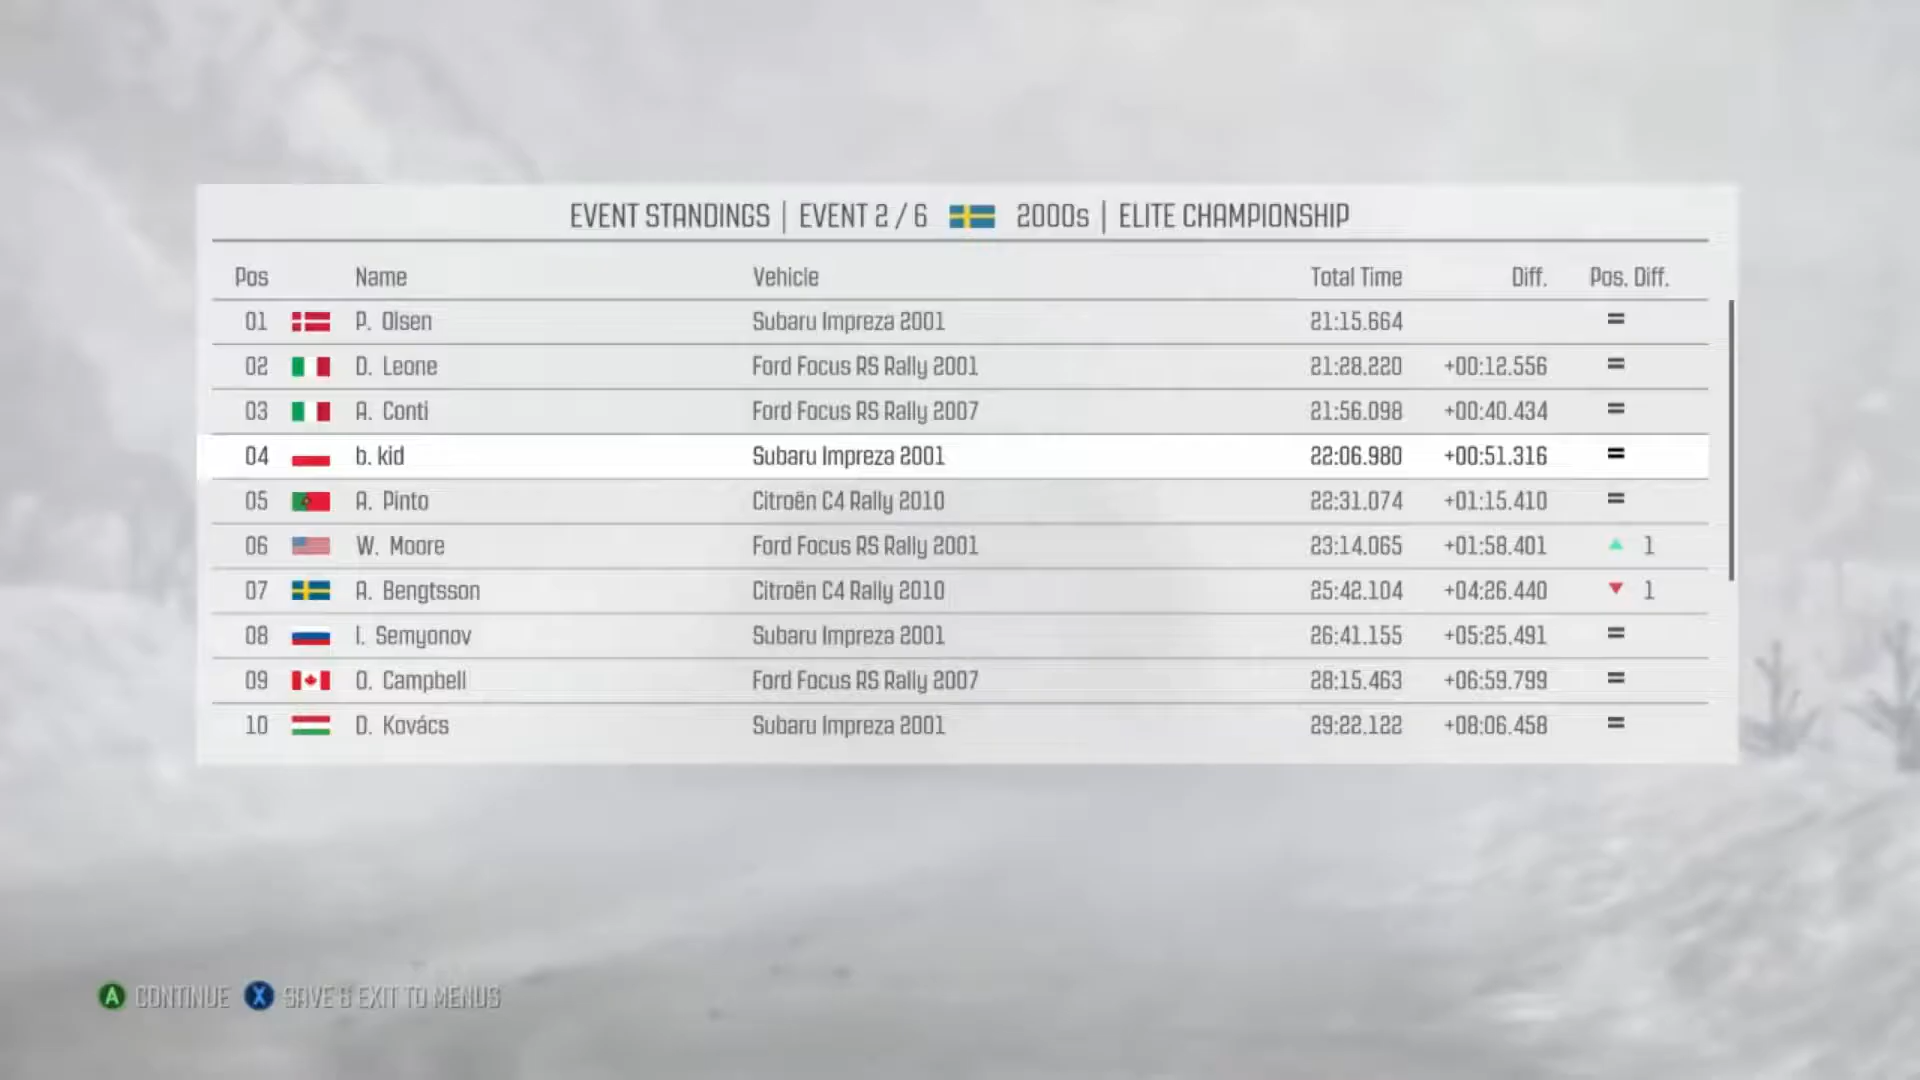 EVENT STANDINGS | EVENT 2 / 6 2000s | ELITE CHAMPIONSHIP
Pos Name Vehicle Total Time Diff. Pos. Diff.
01 P. Olsen Subaru Impreza 2001 21:15.664 =
02 D. Leone Ford Focus RS Rally 2001 21:28.220 +00:12.556 =
03 A. Conti Ford Focus RS Rally 2007 21:56.098 +00:40.434 =
04 b. kid Subaru Impreza 2001 22:06.980 +00:51.316 =
05 A. Pinto Citroën C4 Rally 2010 22:31.074 +01:15.410 =
06 W. Moore Ford Focus RS Rally 2001 23:14.065 +01:58.401 ▲ 1
07 A. Bengtsson Citroën C4 Rally 2010 25:42.104 +04:26.440 ▼ 1
08 I. Semyonov Subaru Impreza 2001 26:41.155 +05:25.491 =
09 O. Campbell Ford Focus RS Rally 2007 28:15.463 +06:59.799 =
10 D. Kovács Subaru Impreza 2001 29:22.122 +08:06.458 =
A CONTINUE X SAVE & EXIT TO MENUS